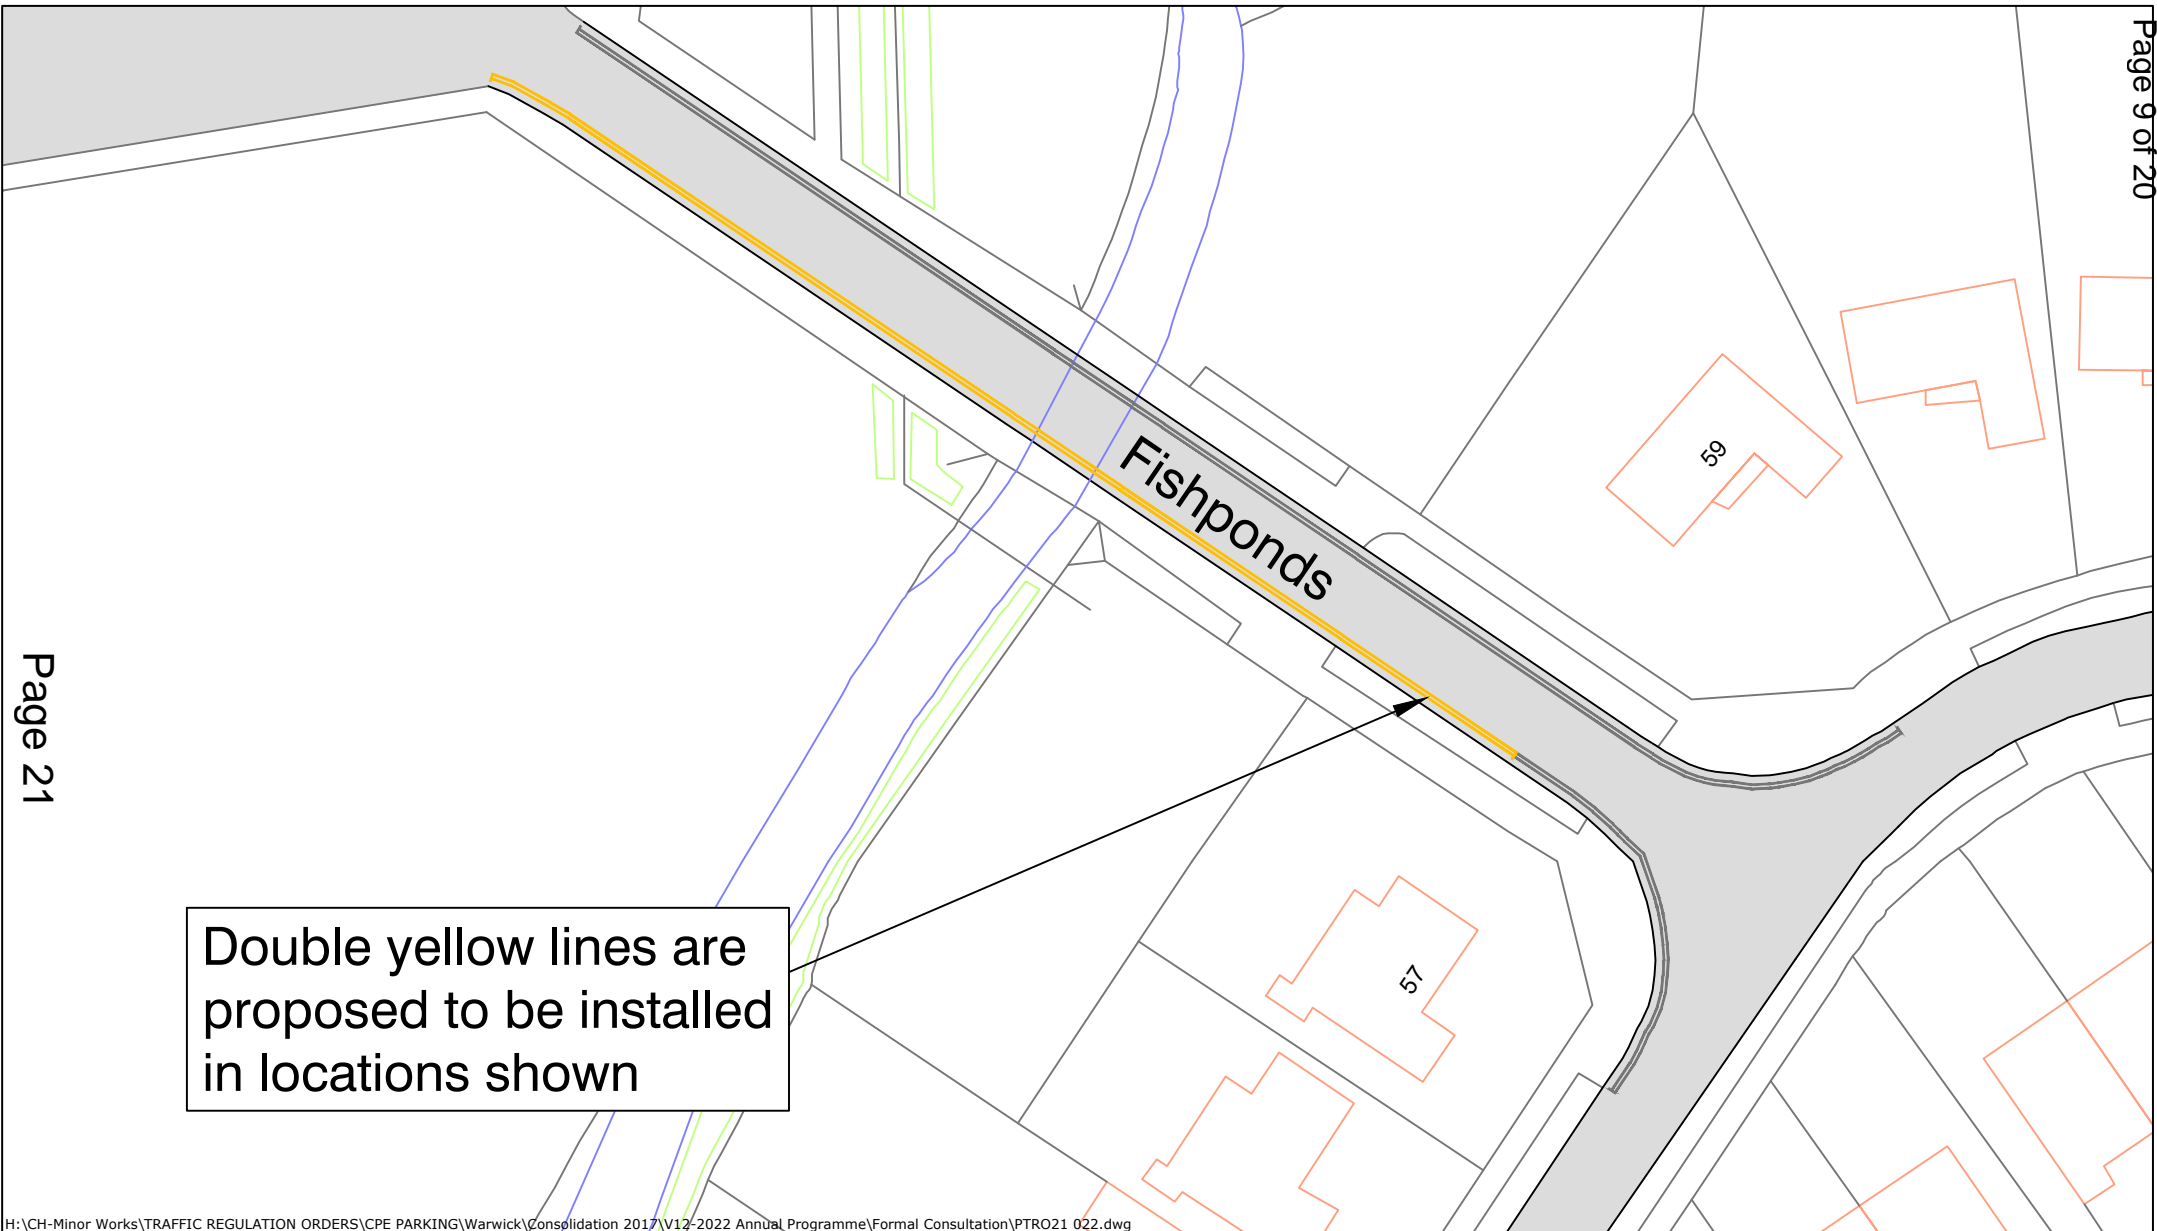 Page 9 of 20
Fishponds
59
57
Page 21
Double yellow lines are
proposed to be installed
in locations shown
H:\CH-Minor Works\TRAFFIC REGULATION ORDERS\CPE PARKING\Warwick\Consolidation 2017\V12-2022 Annual Programme\Formal Consultation\PTRO21 022.dwg